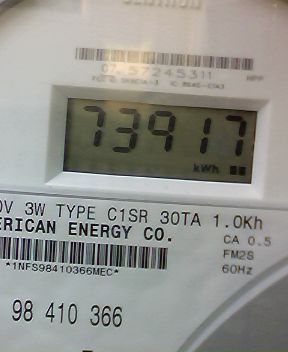 07 57245311
HPF
73917
kWh
0V 3W TYPE C1SR 30TA 1.0Kh
ERICAN ENERGY CO.
CA 0.5
FM2S
60Hz
*1NFS98410366MEC*
98 410 366